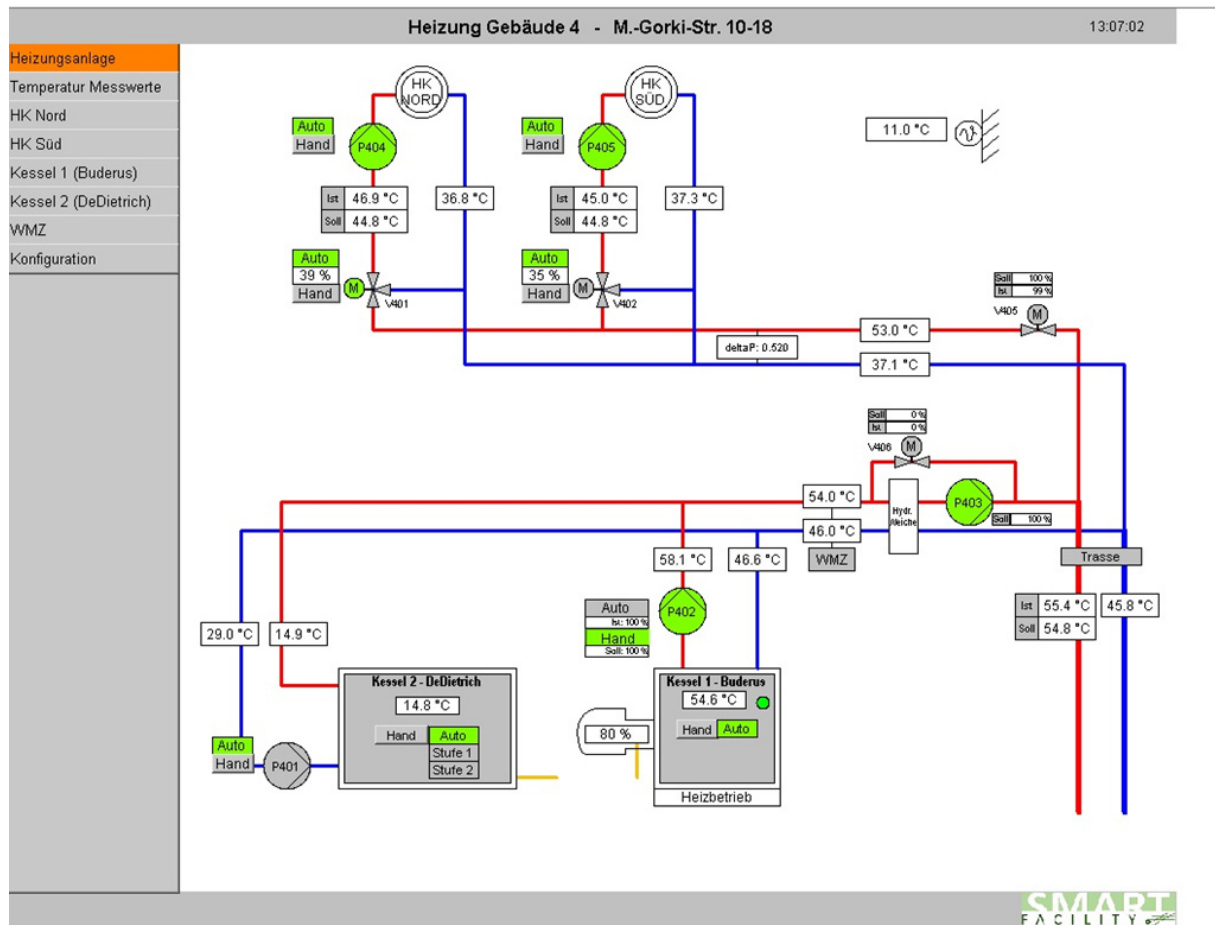 Heizung Gebäude 4 - M.-Gorki-Str. 10-18
13:07:02
Heizungsanlage
Temperatur Messwerte
HK Nord
HK Süd
Kessel 1 (Buderus)
Kessel 2 (DeDietrich)
WMZ
Konfiguration
HK
NORD
HK
SÜD
Auto
Hand
P404
Auto
Hand
P405
11.0 °C
Ist 46.9 °C
Soll 44.8 °C
36.8 °C
Ist 45.0 °C
Soll 44.8 °C
37.3 °C
Auto
39 %
Hand
M
V401
Auto
35 %
Hand
M
V402
Soll 100 %
Ist 99 %
V405
M
53.0 °C
deltaP: 0.520
37.1 °C
Soll 0 %
Ist 0 %
V406
M
54.0 °C
46.0 °C
WMZ
Hydr.
Weiche
P403
Soll 100 %
Trasse
58.1 °C
46.6 °C
Ist 55.4 °C
Soll 54.8 °C
45.8 °C
Auto
Ist: 100 %
Hand
Soll: 100 %
P402
29.0 °C
14.9 °C
Kessel 2 - DeDietrich
14.8 °C
Hand
Auto
Stufe 1
Stufe 2
Auto
Hand
P401
Kessel 1 - Buderus
54.6 °C
Hand
Auto
80 %
Heizbetrieb
SMART
FACILITY